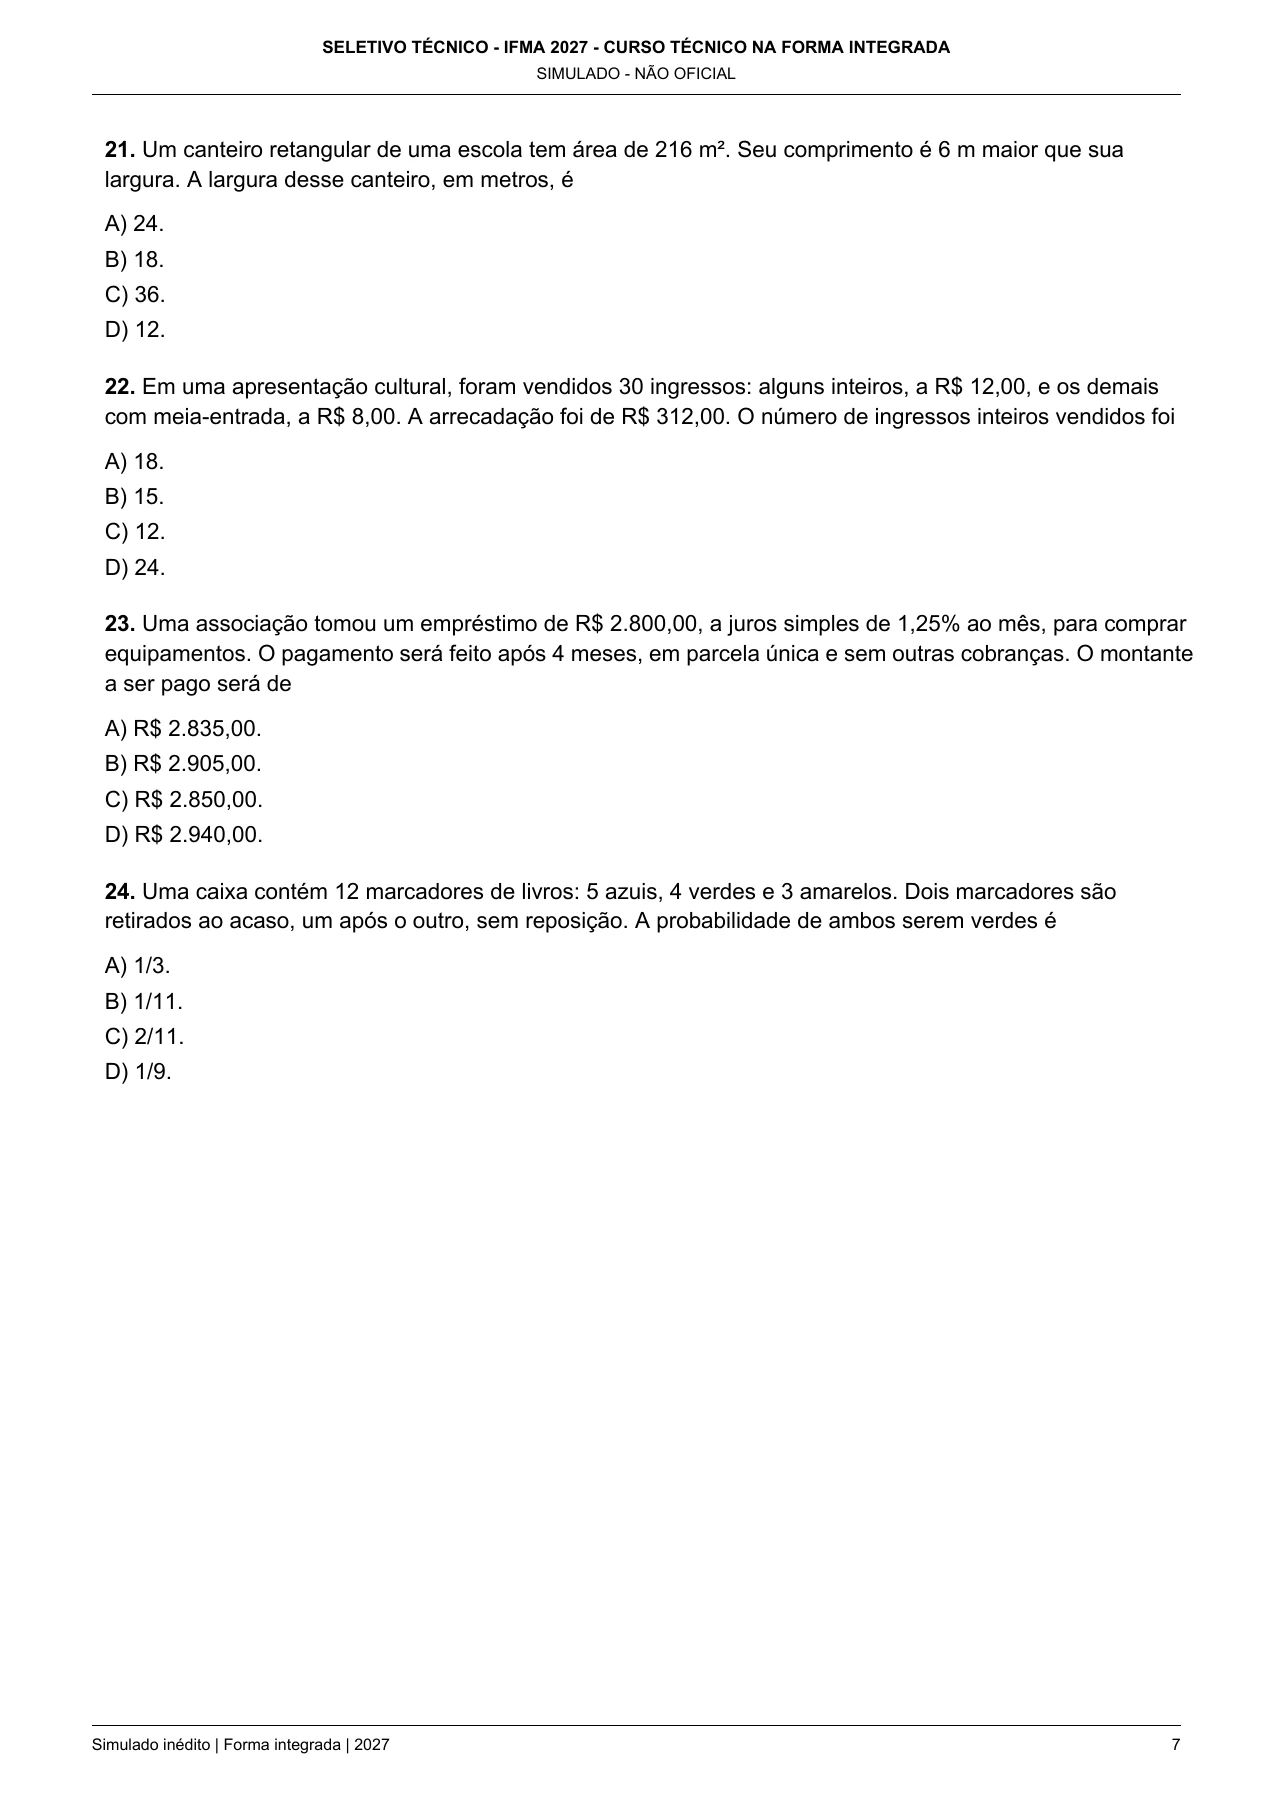 SELETIVO TÉCNICO - IFMA 2027 - CURSO TÉCNICO NA FORMA INTEGRADA
SIMULADO - NÃO OFICIAL
21. Um canteiro retangular de uma escola tem área de 216 m². Seu comprimento é 6 m maior que sua
largura. A largura desse canteiro, em metros, é
A) 24.
B) 18.
C) 36.
D) 12.
22. Em uma apresentação cultural, foram vendidos 30 ingressos: alguns inteiros, a R$ 12,00, e os demais
com meia-entrada, a R$ 8,00. A arrecadação foi de R$ 312,00. O número de ingressos inteiros vendidos foi
A) 18.
B) 15.
C) 12.
D) 24.
23. Uma associação tomou um empréstimo de R$ 2.800,00, a juros simples de 1,25% ao mês, para comprar
equipamentos. O pagamento será feito após 4 meses, em parcela única e sem outras cobranças. O montante
a ser pago será de
A) R$ 2.835,00.
B) R$ 2.905,00.
C) R$ 2.850,00.
D) R$ 2.940,00.
24. Uma caixa contém 12 marcadores de livros: 5 azuis, 4 verdes e 3 amarelos. Dois marcadores são
retirados ao acaso, um após o outro, sem reposição. A probabilidade de ambos serem verdes é
A) 1/3.
B) 1/11.
C) 2/11.
D) 1/9.
Simulado inédito | Forma integrada | 2027 7